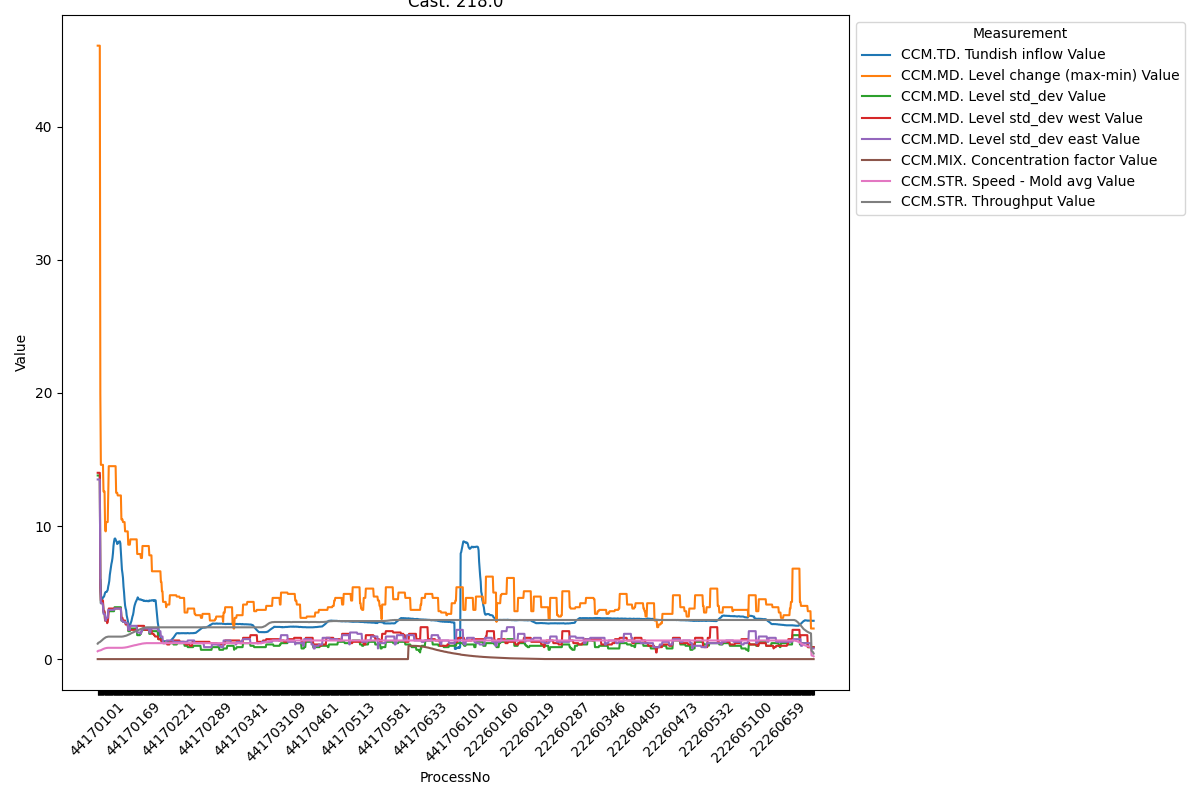 Cast: 218.0
Measurement
CCM.TD. Tundish inflow Value
CCM.MD. Level change (max-min) Value
CCM.MD. Level std_dev Value
CCM.MD. Level std_dev west Value
CCM.MD. Level std_dev east Value
CCM.MIX. Concentration factor Value
CCM.STR. Speed - Mold avg Value
CCM.STR. Throughput Value
Value
40
30
20
10
0
44170101
44170169
44170221
44170289
44170341
441703109
44170461
44170513
44170581
44170633
441706101
22260160
22260219
22260287
22260346
22260405
22260473
22260532
222605100
22260659
ProcessNo